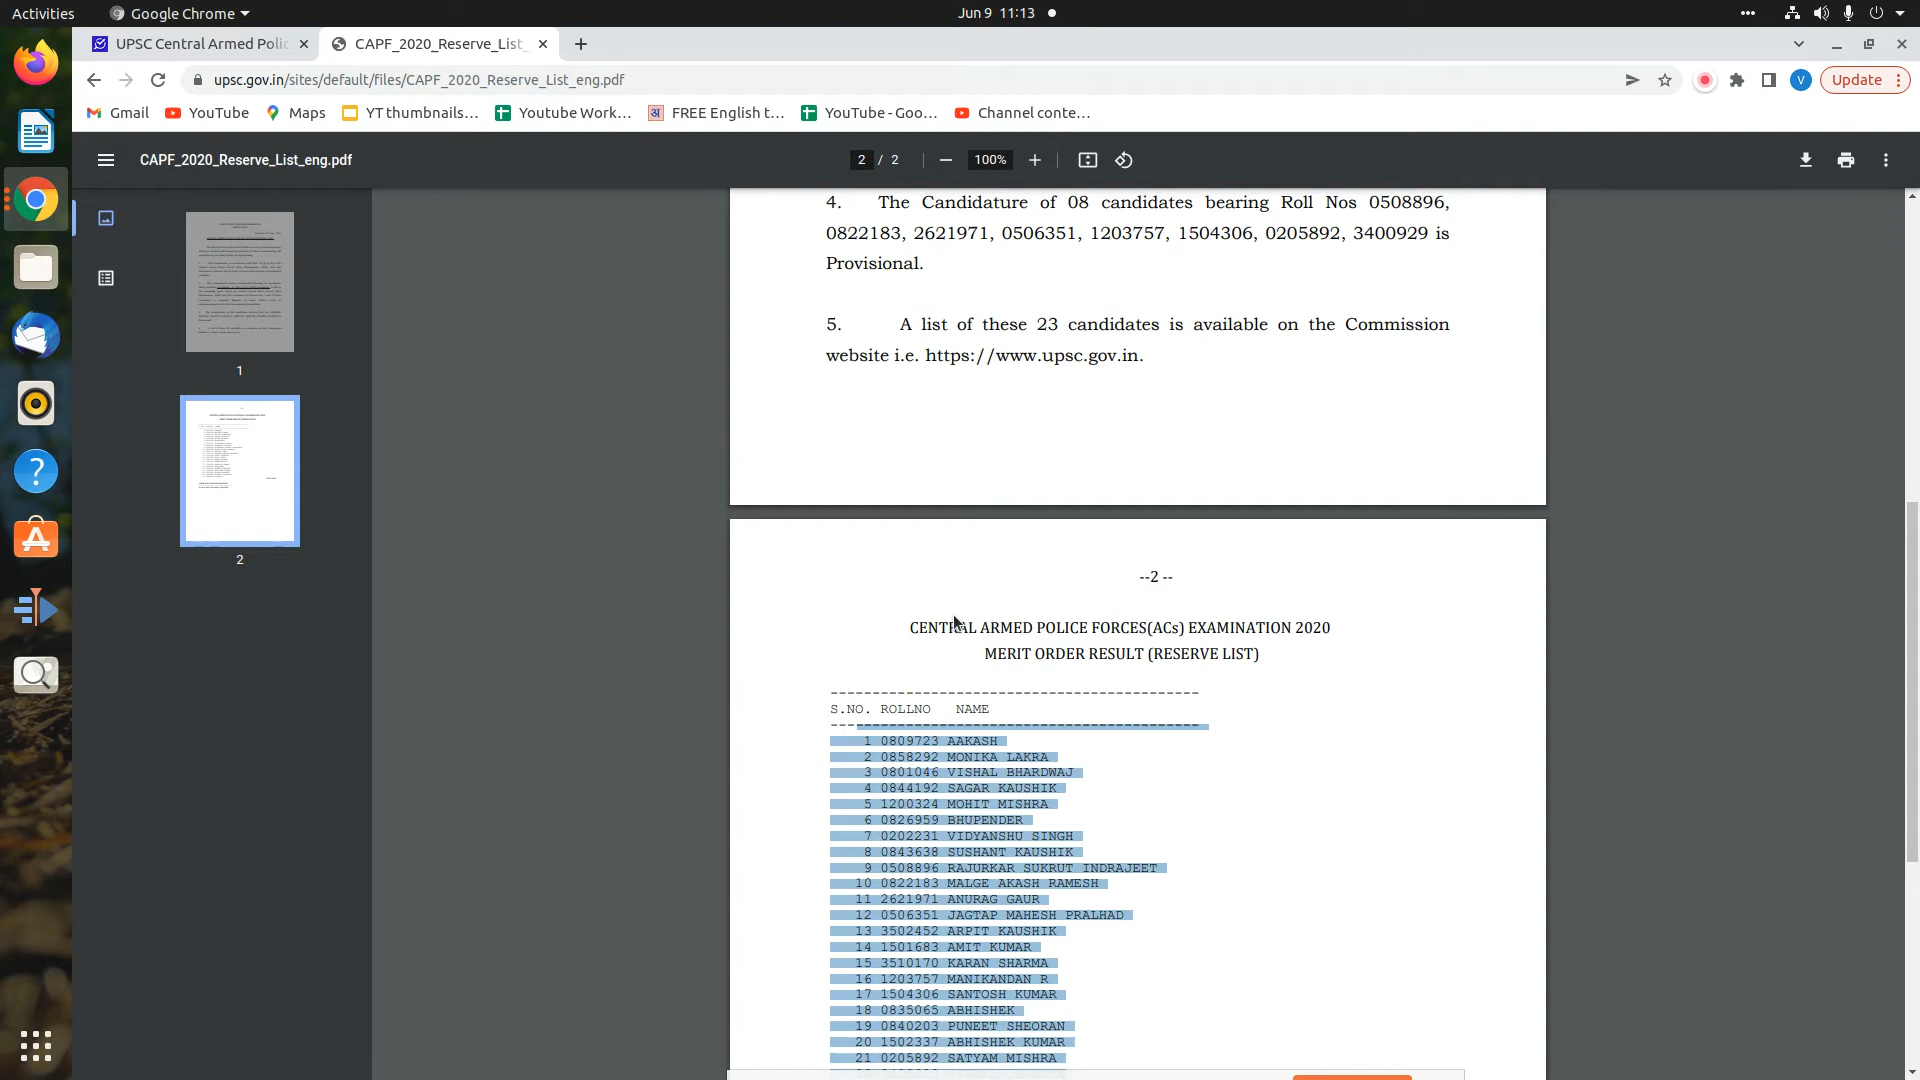 Activities
Google Chrome
Jun 9 11:13
UPSC Central Armed Polic
CAPF_2020_Reserve_List_
upsc.gov.in/sites/default/files/CAPF_2020_Reserve_List_eng.pdf
V
Update
Gmail
YouTube
Maps
YT thumbnails...
Youtube Work...
FREE English t...
YouTube - Goo...
Channel conte...
CAPF_2020_Reserve_List_eng.pdf
2 / 2
100%
1
2
4. The Candidature of 08 candidates bearing Roll Nos 0508896,
0822183, 2621971, 0506351, 1203757, 1504306, 0205892, 3400929 is
Provisional.
5. A list of these 23 candidates is available on the Commission
website i.e. https://www.upsc.gov.in.
--2 --
CENTRAL ARMED POLICE FORCES(ACs) EXAMINATION 2020
MERIT ORDER RESULT (RESERVE LIST)
S.NO. ROLLNO NAME
1 0809723 AAKASH
2 0858292 MONIKA LAKRA
3 0801046 VISHAL BHARDWAJ
4 0844192 SAGAR KAUSHIK
5 1200324 MOHIT MISHRA
6 0826959 BHUPENDER
7 0202231 VIDYANSHU SINGH
8 0843638 SUSHANT KAUSHIK
9 0508896 RAJURKAR SUKRUT INDRAJEET
10 0822183 MALGE AKASH RAMESH
11 2621971 ANURAG GAUR
12 0506351 JAGTAP MAHESH PRALHAD
13 3502452 ARPIT KAUSHIK
14 1501683 AMIT KUMAR
15 3510170 KARAN SHARMA
16 1203757 MANIKANDAN R
17 1504306 SANTOSH KUMAR
18 0835065 ABHISHEK
19 0840203 PUNEET SHEORAN
20 1502337 ABHISHEK KUMAR
21 0205892 SATYAM MISHRA